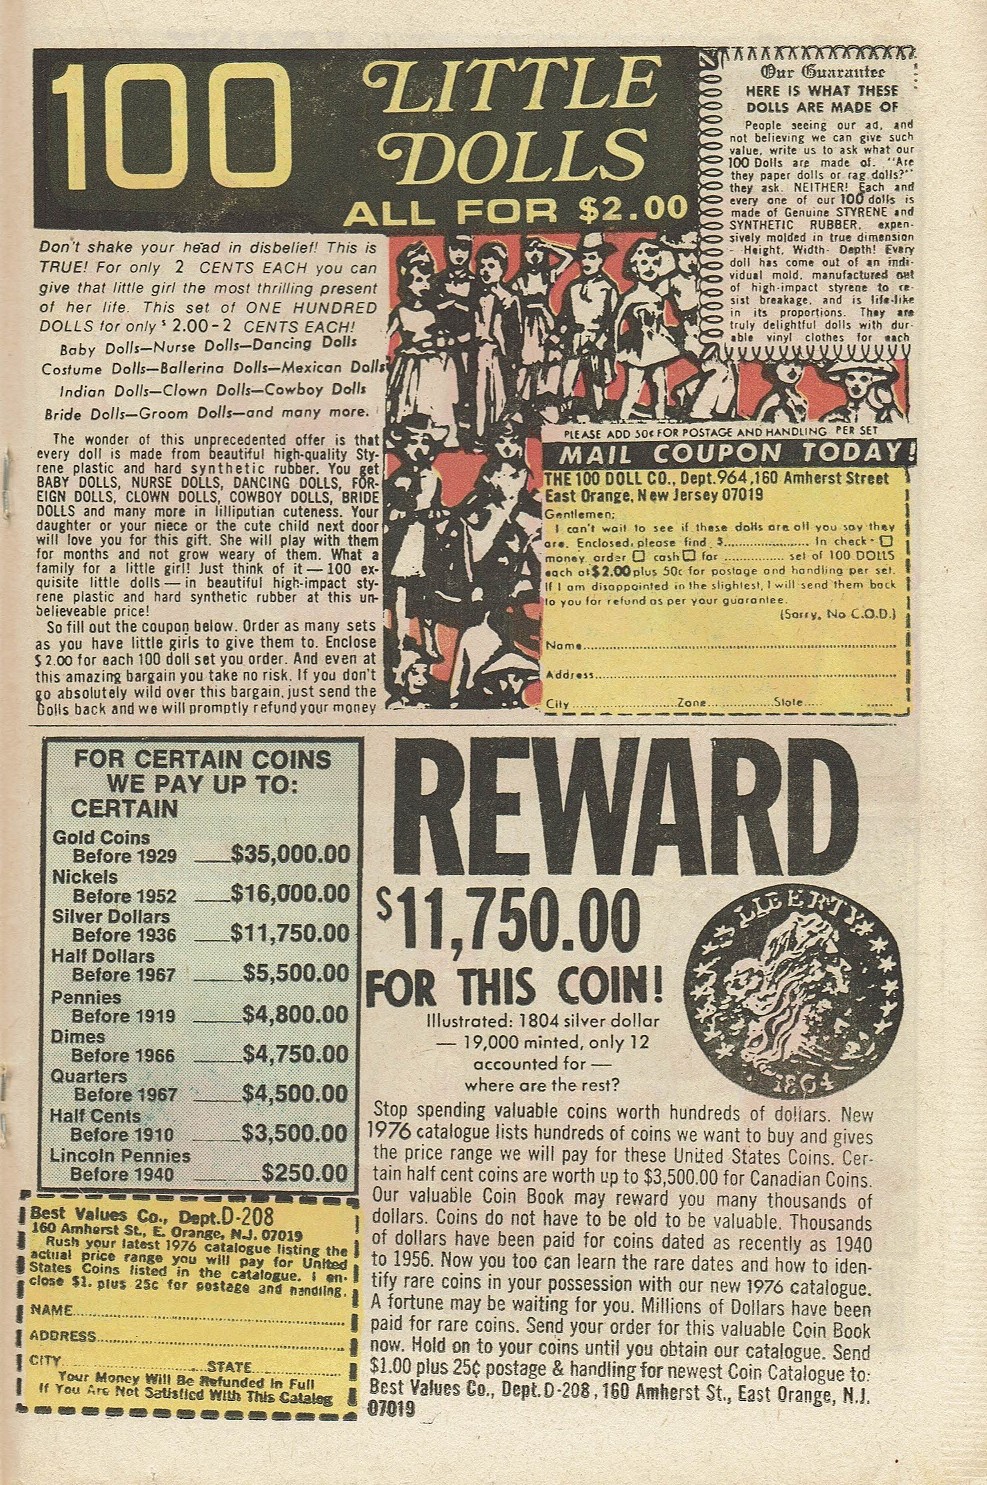 100
LITTLE
DOLLS
ALL FOR $2.00
Don't shake your head in disbelief! This is
TRUE! For only 2 CENTS EACH you can
give that little girl the most thrilling present
of her life. This set of ONE HUNDRED
DOLLS for only $2.00-2 CENTS EACH!
Baby Dolls—Nurse Dolls—Dancing Dolls
Costume Dolls—Ballerina Dolls—Mexican Dolls
Indian Dolls—Clown Dolls—Cowboy Dolls
Bride Dolls—Groom Dolls—and many more.
The wonder of this unprecedented offer is that
every doll is made from beautiful high-quality Sty-
rene plastic and hard synthetic rubber. You get
BABY DOLLS, NURSE DOLLS, DANCING DOLLS, FOR-
EIGN DOLLS, CLOWN DOLLS, COWBOY DOLLS, BRIDE
DOLLS and many more in lilliputian cuteness. Your
daughter or your niece or the cute child next door
will love you for this gift. She will play with them
for months and not grow weary of them. What a
family for a little girl! Just think of it — 100 ex-
quisite little dolls — in beautiful high-impact sty-
rene plastic and hard synthetic rubber at this un-
believeable price!
So fill out the coupon below. Order as many sets
as you have little girls to give them to. Enclose
$2.00 for each 100 doll set you order. And even at
this amazing bargain you take no risk. If you don't
go absolutely wild over this bargain, just send the
Dolls back and we will promptly refund your money
Our Guarantee
HERE IS WHAT THESE
DOLLS ARE MADE OF
People seeing our ad, and
not believing we can give such
value, write us to ask what our
100 Dolls are made of. "Are
they paper dolls or rag dolls?"
they ask. NEITHER! Each and
every one of our 100 dolls is
made of Genuine STYRENE and
SYNTHETIC RUBBER, expen-
sively molded in true dimension
- Height, Width- Depth! Every
doll has come out of an indi-
vidual mold, manufactured out
of high-impact styrene to re-
sist breakage, and is life-like
in its proportions. They are
truly delightful dolls with dur-
able vinyl clothes for each
PLEASE ADD 50¢ FOR POSTAGE AND HANDLING PER SET
MAIL COUPON TODAY!
THE 100 DOLL CO., Dept. 964, 160 Amherst Street
East Orange, New Jersey 07019
Gentlemen:
I can't wait to see if these dolls are all you say they
are. Enclosed, please find $.................... In check □
money order □ cash □ for ............... set of 100 DOLLS
each at $2.00 plus 50c for postage and handling per set.
If I am disappointed in the slightest, I will send them back
to you for refund as per your guarantee.
(Sorry, No C.O.D.)
Name..............................................................
Address...........................................................
City.........................Zone.................State..... .......
FOR CERTAIN COINS
WE PAY UP TO:
CERTAIN
Gold Coins
Before 1929 ___$35,000.00
Nickels
Before 1952 ___$16,000.00
Silver Dollars
Before 1936 ___$11,750.00
Half Dollars
Before 1967 ____$5,500.00
Pennies
Before 1919 ____$4,800.00
Dimes
Before 1966 ____$4,750.00
Quarters
Before 1967 ____$4,500.00
Half Cents
Before 1910 ____$3,500.00
Lincoln Pennies
Before 1940 _____$250.00
Best Values Co., Dept. D-208
160 Amherst St., E. Orange, N.J. 07019
Rush your latest 1976 catalogue listing the
actual price range you will pay for United
States Coins listed in the catalogue. I en-
close $1. plus 25c for postage and handling.
NAME..............................................
ADDRESS...........................................
CITY.........................STATE...............
Your Money Will Be Refunded in Full
If You Are Not Satisfied With This Catalog
REWARD
$11,750.00
FOR THIS COIN!
LIBERTY
1804
Illustrated: 1804 silver dollar
— 19,000 minted, only 12
accounted for —
where are the rest?
Stop spending valuable coins worth hundreds of dollars. New
1976 catalogue lists hundreds of coins we want to buy and gives
the price range we will pay for these United States Coins. Cer-
tain half cent coins are worth up to $3,500.00 for Canadian Coins.
Our valuable Coin Book may reward you many thousands of
dollars. Coins do not have to be old to be valuable. Thousands
of dollars have been paid for coins dated as recently as 1940
to 1956. Now you too can learn the rare dates and how to iden-
tify rare coins in your possession with our new 1976 catalogue.
A fortune may be waiting for you. Millions of Dollars have been
paid for rare coins. Send your order for this valuable Coin Book
now. Hold on to your coins until you obtain our catalogue. Send
$1.00 plus 25¢ postage & handling for newest Coin Catalogue to:
Best Values Co., Dept. D-208, 160 Amherst St., East Orange, N.J.
07019